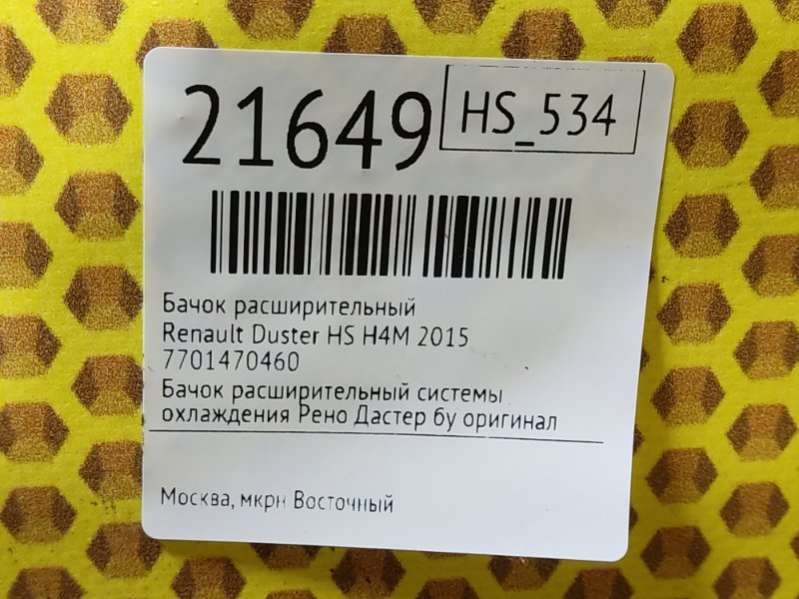 21649 HS_534
Бачок расширительный
Renault Duster HS H4M 2015
7701470460
Бачок расширительный системы
охлаждения Рено Дастер бу оригинал
Москва, мкрн Восточный